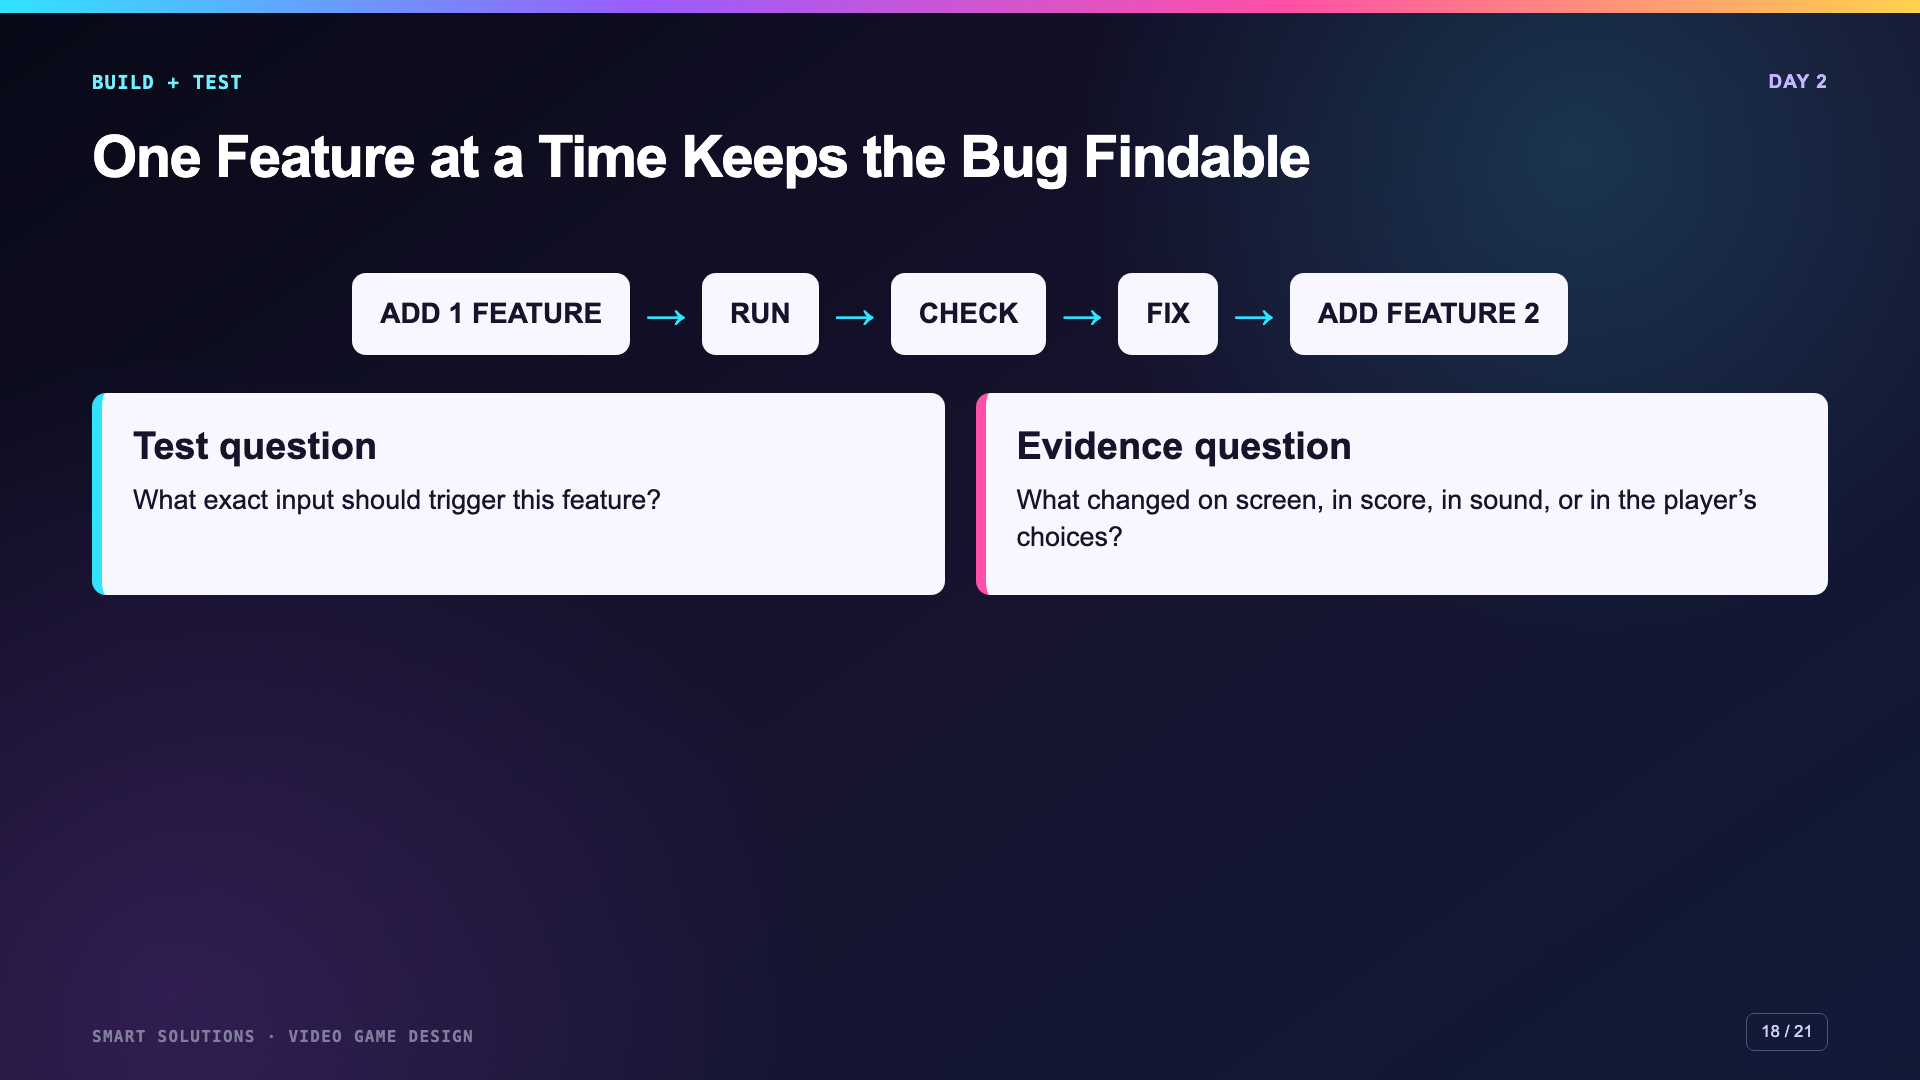 BUILD + TEST
DAY 2
One Feature at a Time Keeps the Bug Findable
ADD 1 FEATURE → RUN → CHECK → FIX → ADD FEATURE 2
Test question
What exact input should trigger this feature?
Evidence question
What changed on screen, in score, in sound, or in the player’s
choices?
SMART SOLUTIONS · VIDEO GAME DESIGN
18 / 21